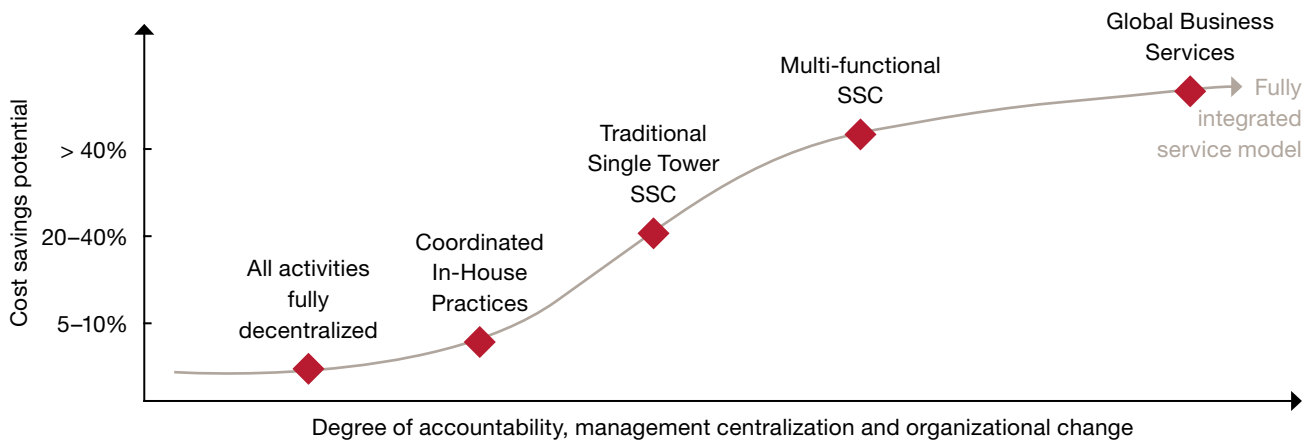 Cost savings potential
> 40%
20–40%
5–10%
All activities
fully
decentralized
Coordinated
In-House
Practices
Traditional
Single Tower
SSC
Multi-functional
SSC
Global Business
Services
Fully
integrated
service model
Degree of accountability, management centralization and organizational change